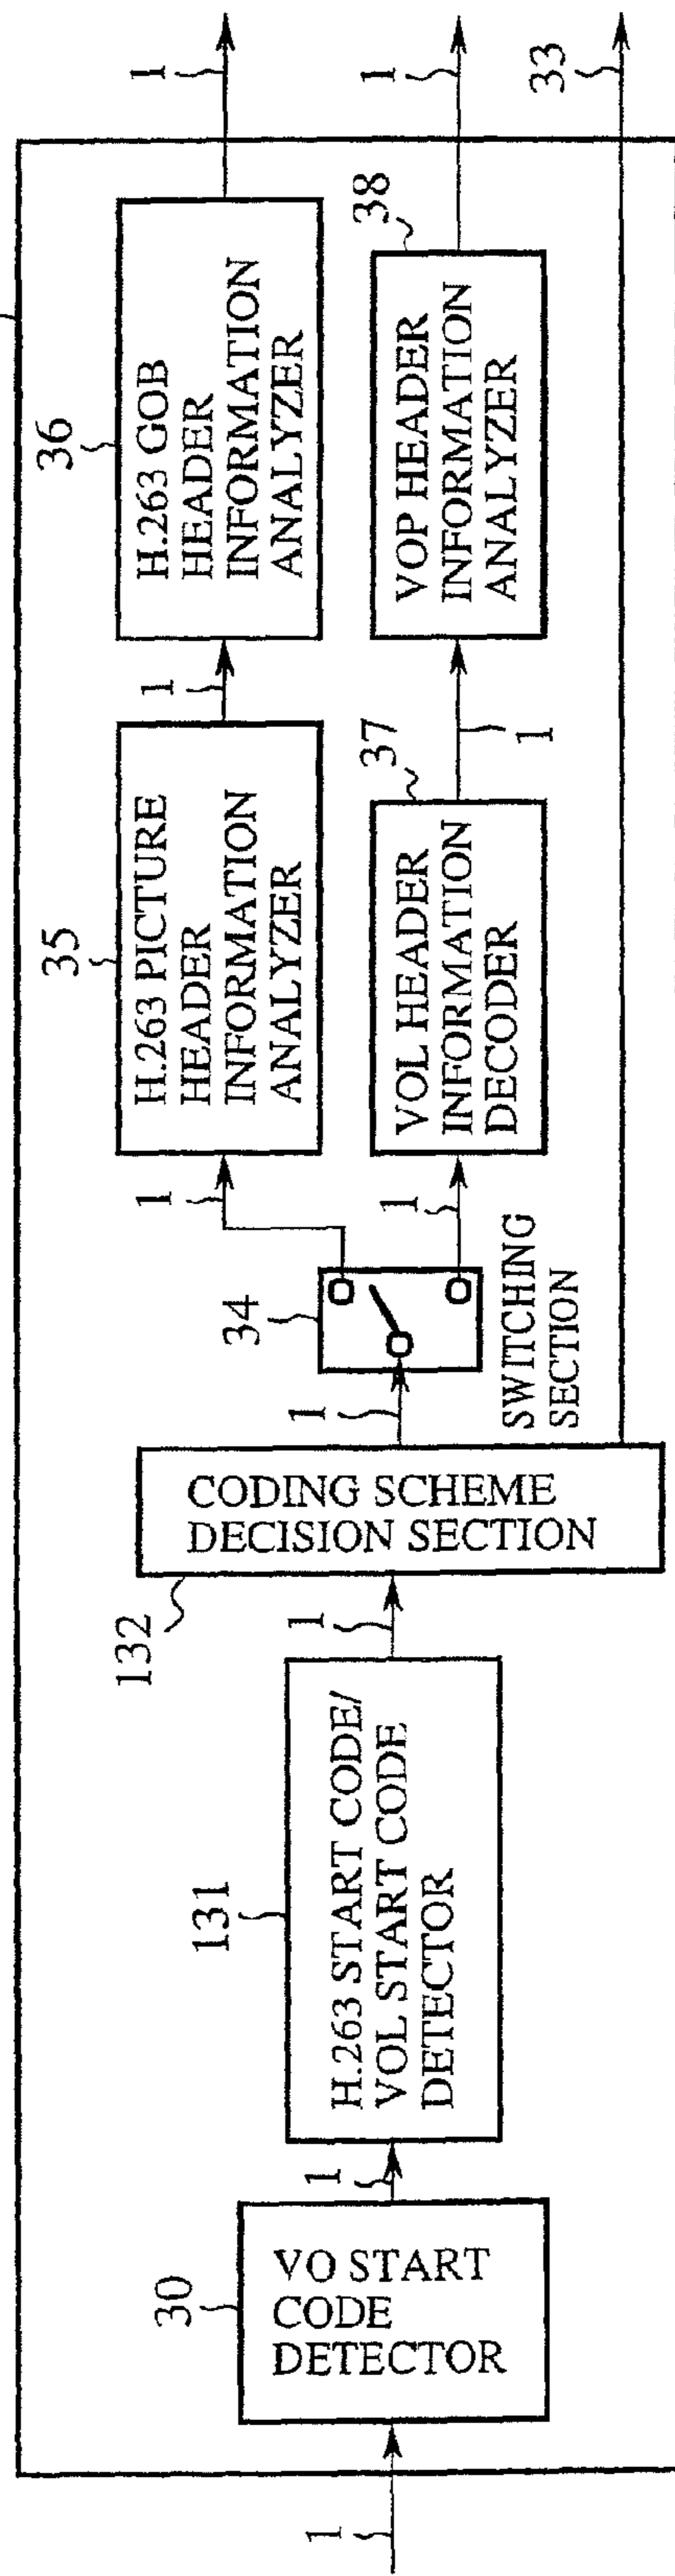 1
30
VO START
CODE
DETECTOR
1
131
H.263 START CODE/
VOL START CODE
DETECTOR
1
132
CODING SCHEME
DECISION SECTION
1
34
SWITCHING
SECTION
1
35
H.263 PICTURE
HEADER
INFORMATION
ANALYZER
1
36
H.263 GOB
HEADER
INFORMATION
ANALYZER
1
1
37
VOL HEADER
INFORMATION
DECODER
1
38
VOP HEADER
INFORMATION
ANALYZER
1
33